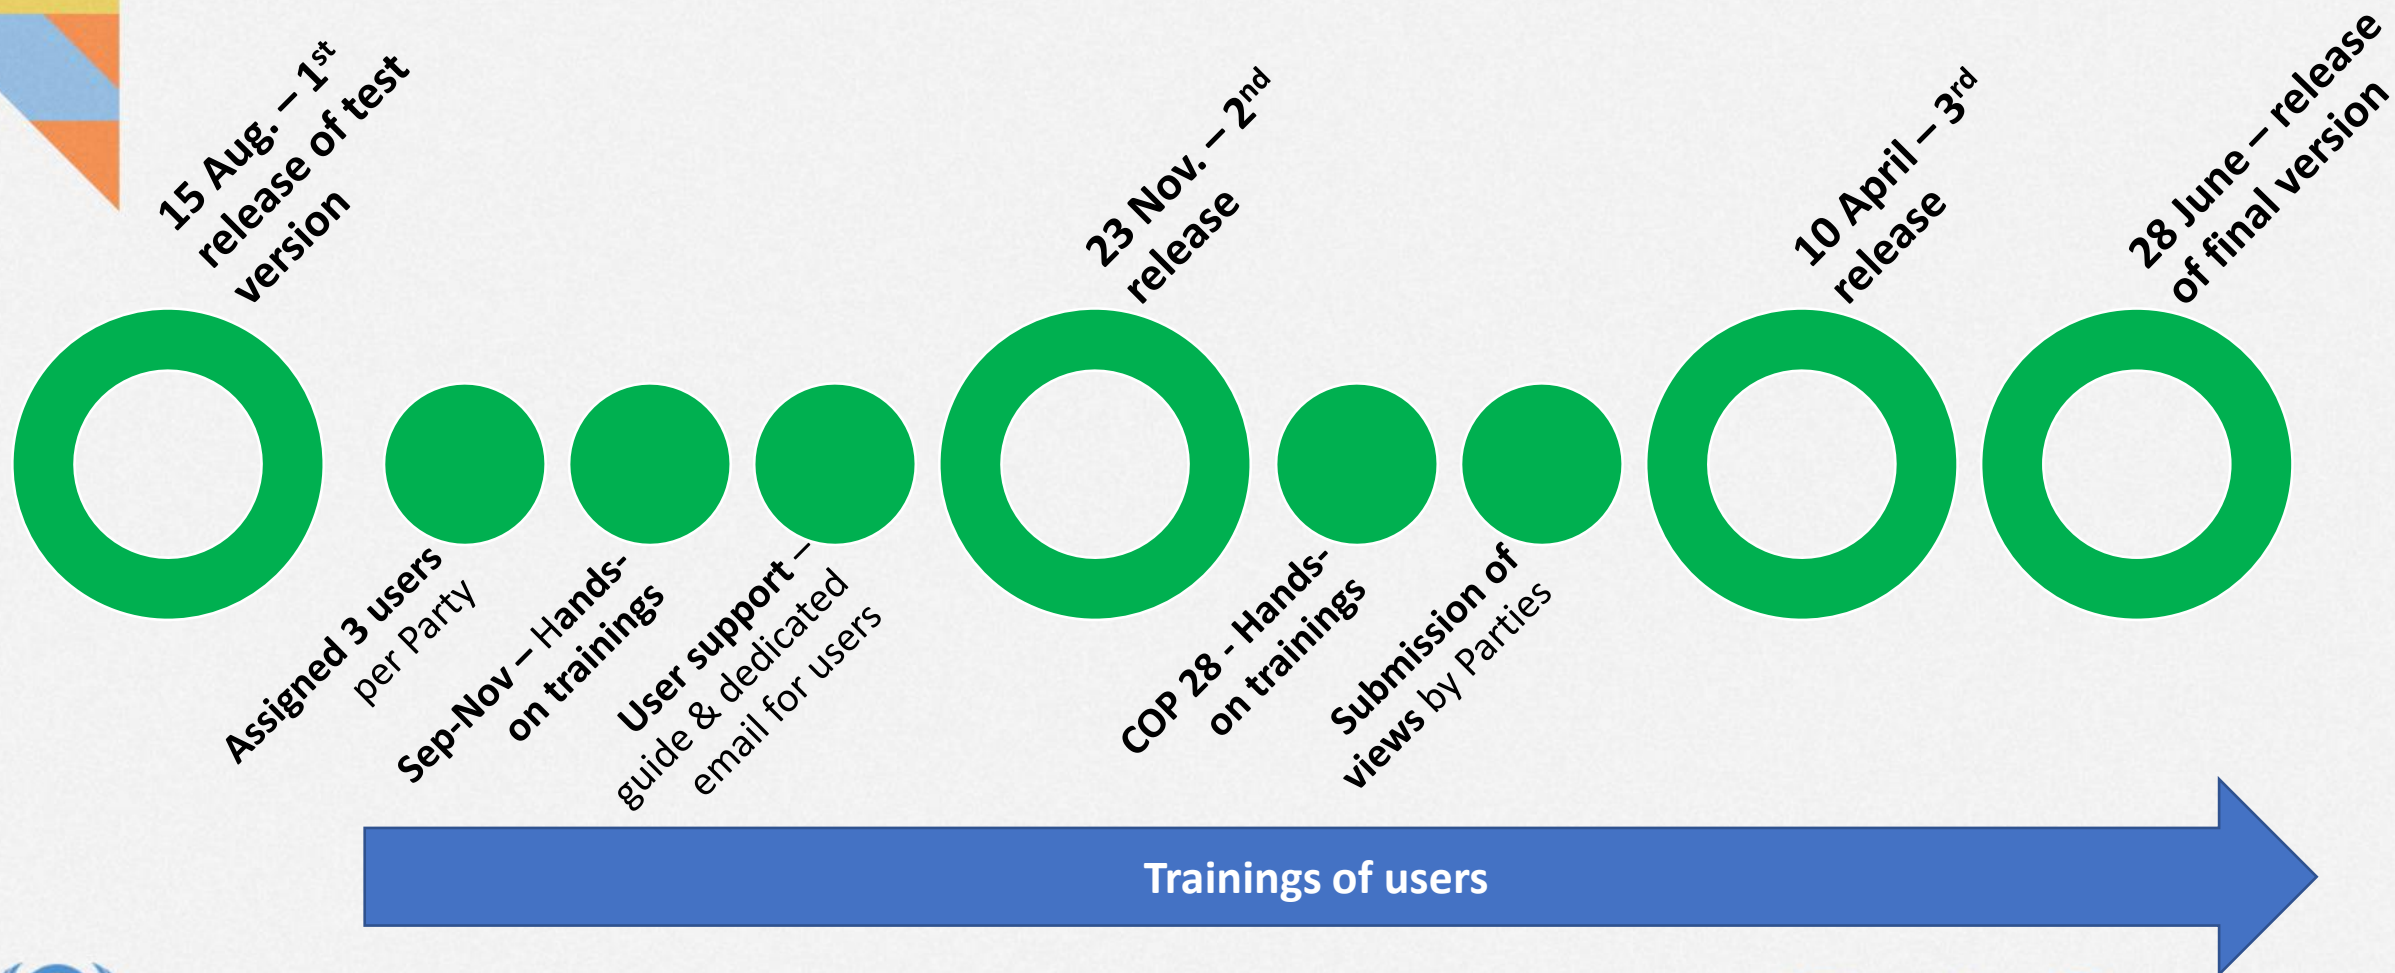 15 Aug. – 1st
release of test
version
Assigned 3 users
per Party
Sep-Nov – Hands-
on trainings
User support –
guide & dedicated
email for users
23 Nov. – 2nd
release
COP 28 - Hands-
on trainings
Submission of
views by Parties
10 April – 3rd
release
28 June – release
of final version
Trainings of users